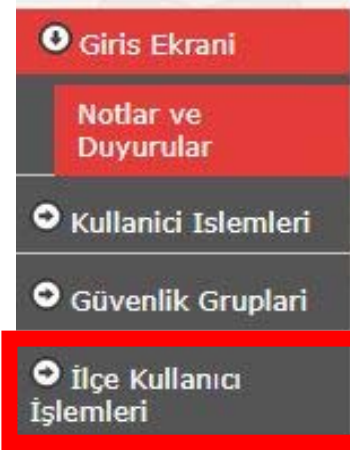 Giris Ekrani
Notlar ve
Duyurular
Kullanici Islemleri
Güvenlik Gruplari
İlçe Kullanıcı
İşlemleri